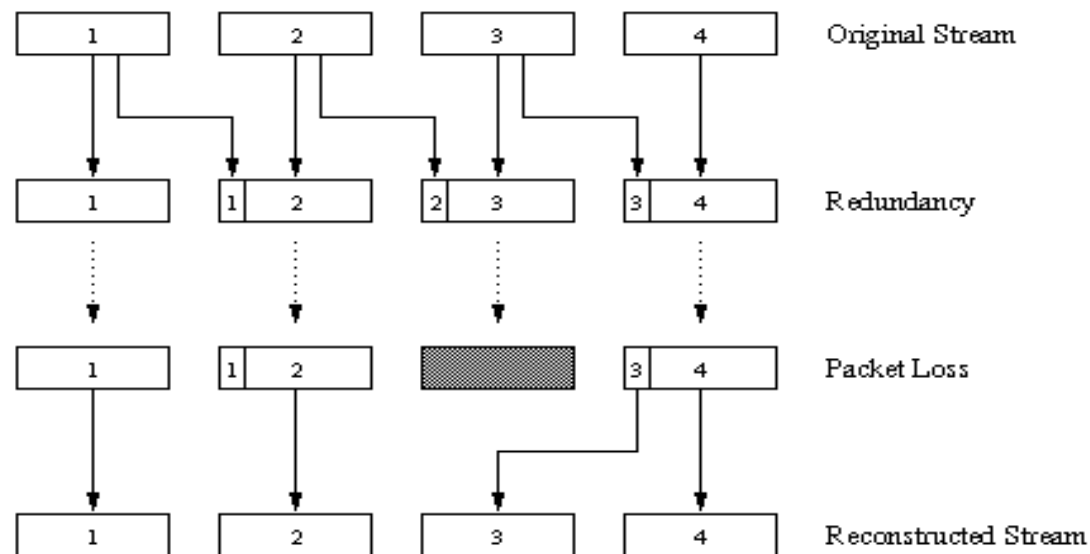 1 2 3 4 Original Stream
1 1 2 2 3 3 4 Redundancy
1 1 2 3 4 Packet Loss
1 2 3 4 Reconstructed Stream